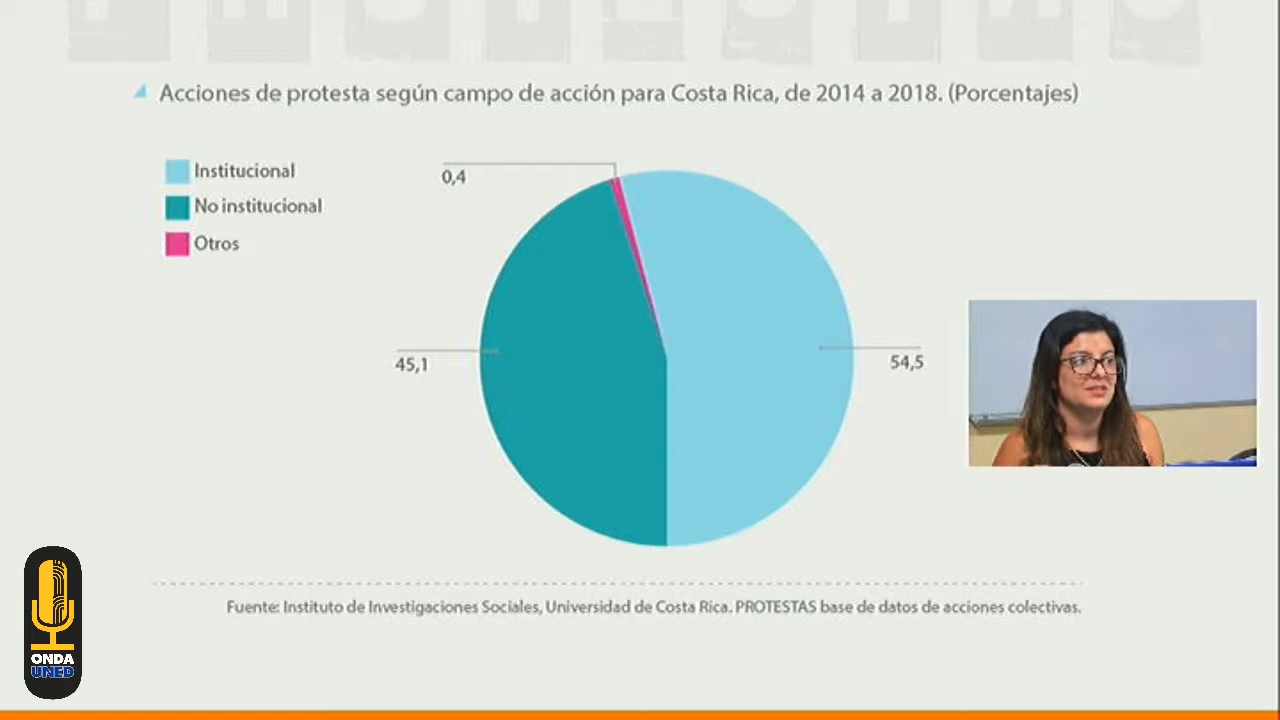 Acciones de protesta según campo de acción para Costa Rica, de 2014 a 2018. (Porcentajes)
Institucional
No institucional
Otros
0,4
45,1
54,5
Fuente: Instituto de Investigaciones Sociales, Universidad de Costa Rica. PROTESTAS base de datos de acciones colectivas.
ONDA
UNED